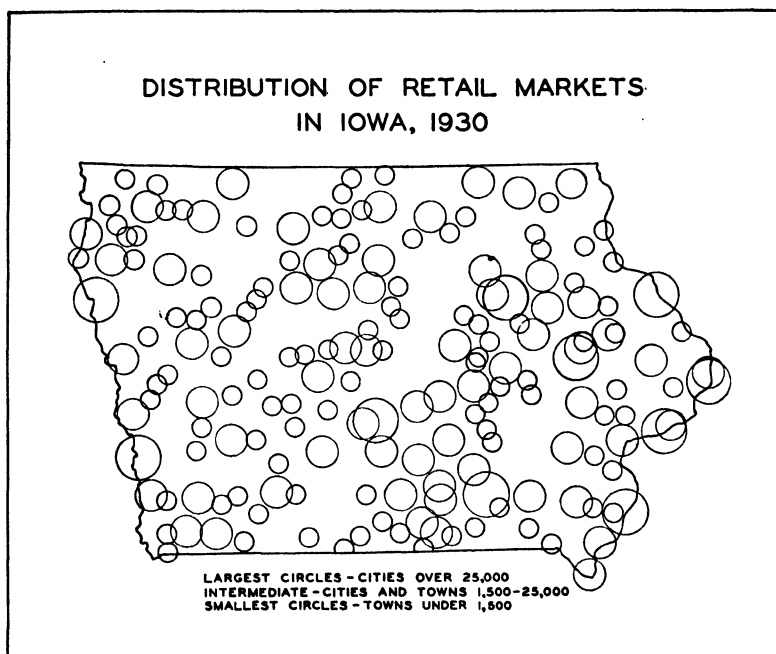 DISTRIBUTION OF RETAIL MARKETS
IN IOWA, 1930
LARGEST CIRCLES - CITIES OVER 25,000
INTERMEDIATE - CITIES AND TOWNS 1,500-25,000
SMALLEST CIRCLES - TOWNS UNDER 1,500